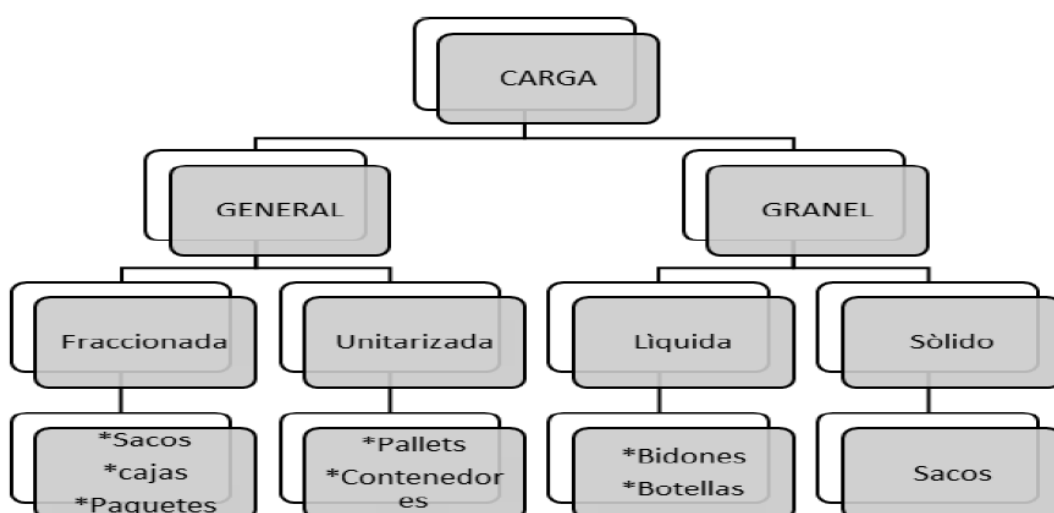 CARGA
GENERAL
GRANEL
Fraccionada
Unitarizada
Lìquida
Sòlido
*Sacos
*cajas
*Paquetes
*Pallets
*Contenedor
es
*Bidones
*Botellas
Sacos